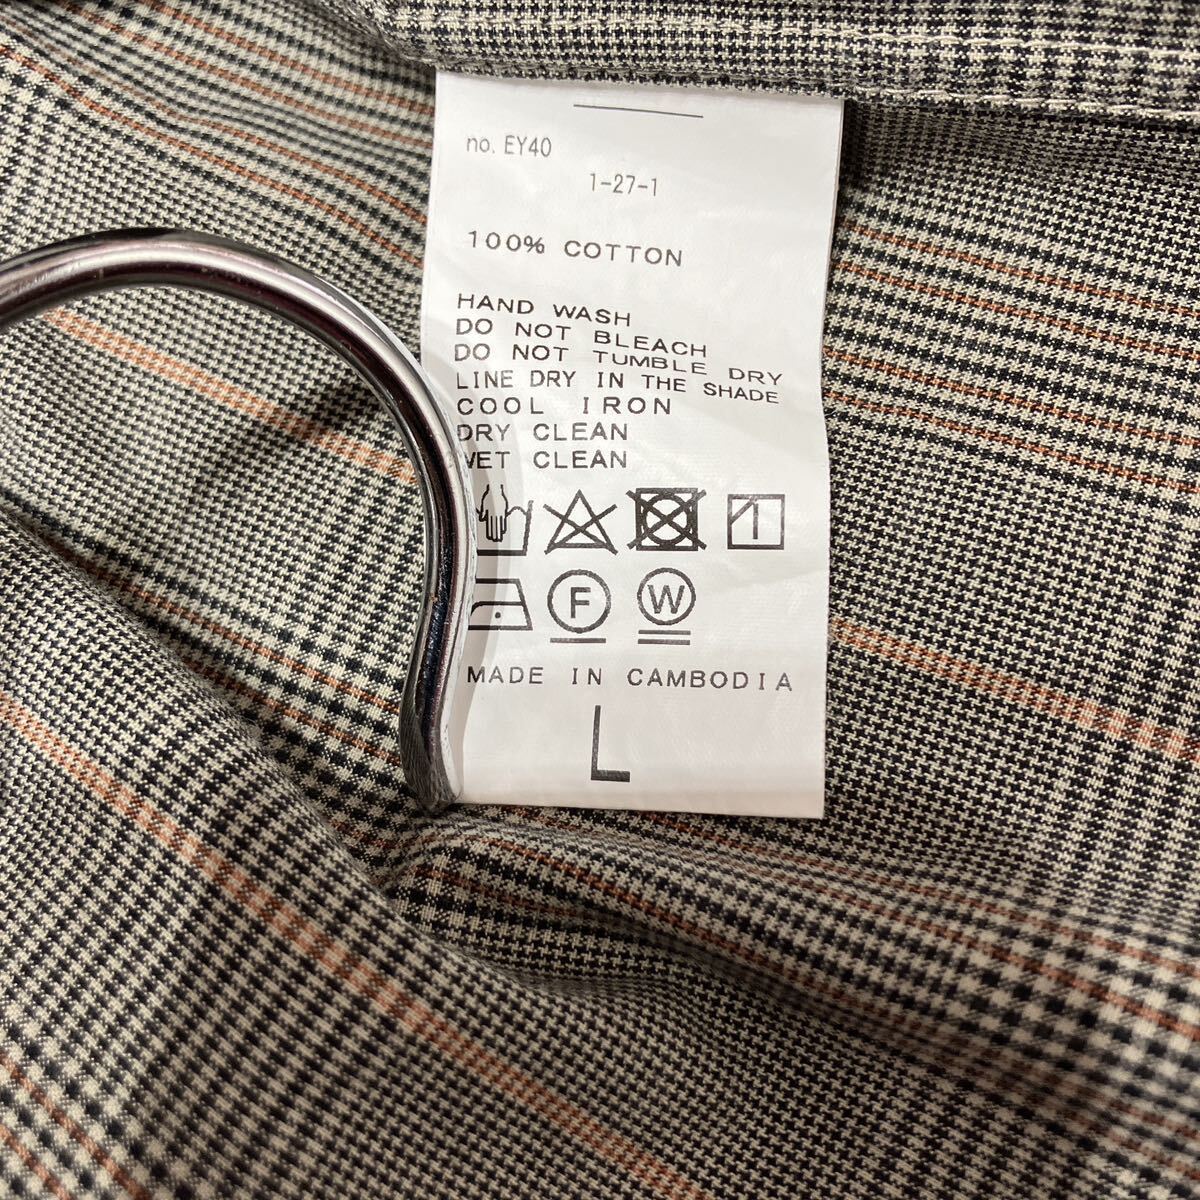 no. EY40
1-27-1
100% COTTON
HAND WASH
DO NOT BLEACH
DO NOT TUMBLE DRY
LINE DRY IN THE SHADE
COOL IRON
DRY CLEAN
WET CLEAN
F W
MADE IN CAMBODIA
L